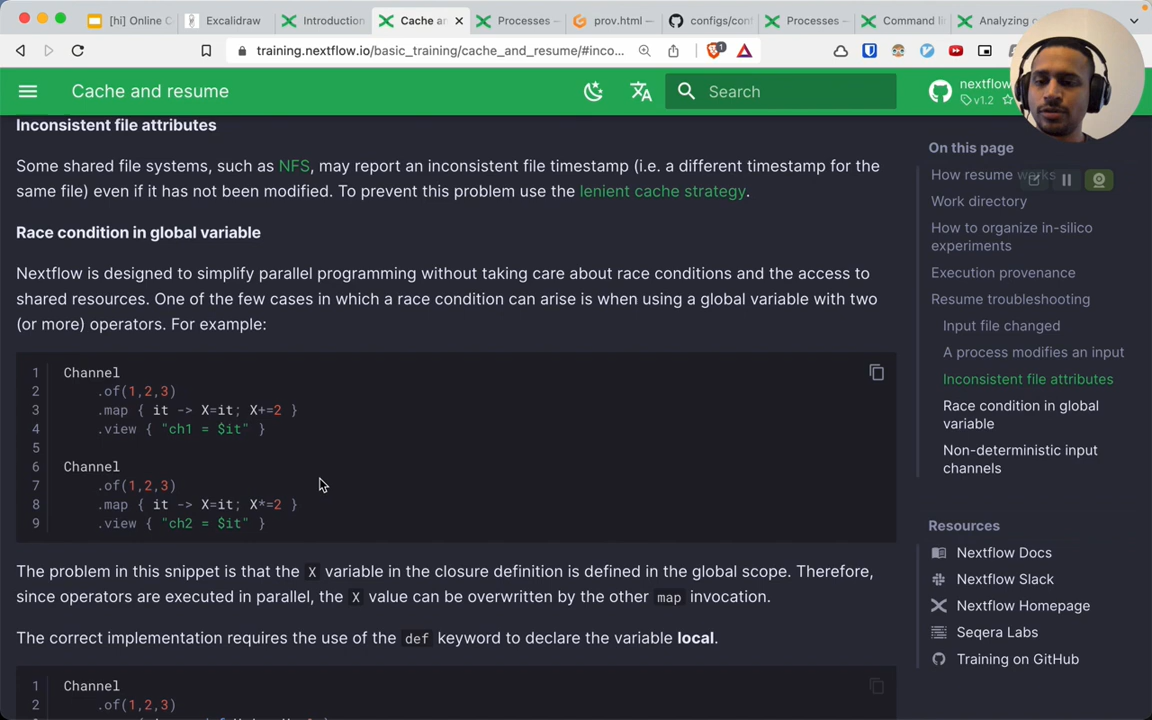 [hi] Online C
Excalidraw
Introduction
Cache an
Processes
prov.html —
configs/con
Processes –
Command li
Analyzing
training.nextflow.io/basic_training/cache_and_resume/#inco...
1
Cache and resume
Search
nextflow
v1.2
Inconsistent file attributes
Some shared file systems, such as NFS, may report an inconsistent file timestamp (i.e. a different timestamp for the
same file) even if it has not been modified. To prevent this problem use the lenient cache strategy.
Race condition in global variable
Nextflow is designed to simplify parallel programming without taking care about race conditions and the access to
shared resources. One of the few cases in which a race condition can arise is when using a global variable with two
(or more) operators. For example:
1 Channel
2 .of(1,2,3)
3 .map { it -> X=it; X+=2 }
4 .view { "ch1 = $it" }
5
6 Channel
7 .of(1,2,3)
8 .map { it -> X=it; X*=2 }
9 .view { "ch2 = $it" }
The problem in this snippet is that the X variable in the closure definition is defined in the global scope. Therefore,
since operators are executed in parallel, the X value can be overwritten by the other map invocation.
The correct implementation requires the use of the def keyword to declare the variable local.
1 Channel
2 .of(1,2,3)
On this page
How resume works
Work directory
How to organize in-silico
experiments
Execution provenance
Resume troubleshooting
Input file changed
A process modifies an input
Inconsistent file attributes
Race condition in global
variable
Non-deterministic input
channels
Resources
Nextflow Docs
Nextflow Slack
Nextflow Homepage
Seqera Labs
Training on GitHub